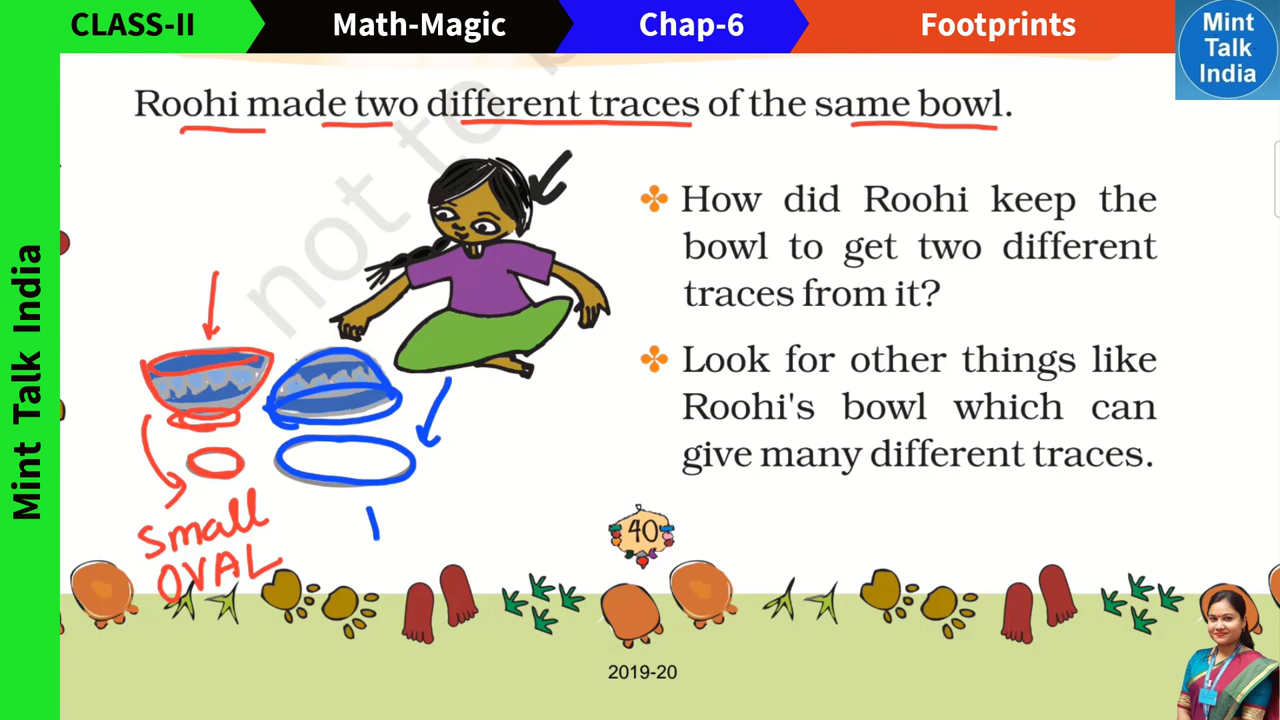 CLASS-II
Math-Magic
Chap-6
Footprints
Mint
Talk
India
Roohi made two different traces of the same bowl.
not to b
How did Roohi keep the
bowl to get two different
traces from it?
Look for other things like
Roohi's bowl which can
give many different traces.
Small
OVAL
40
2019-20
Mint Talk India